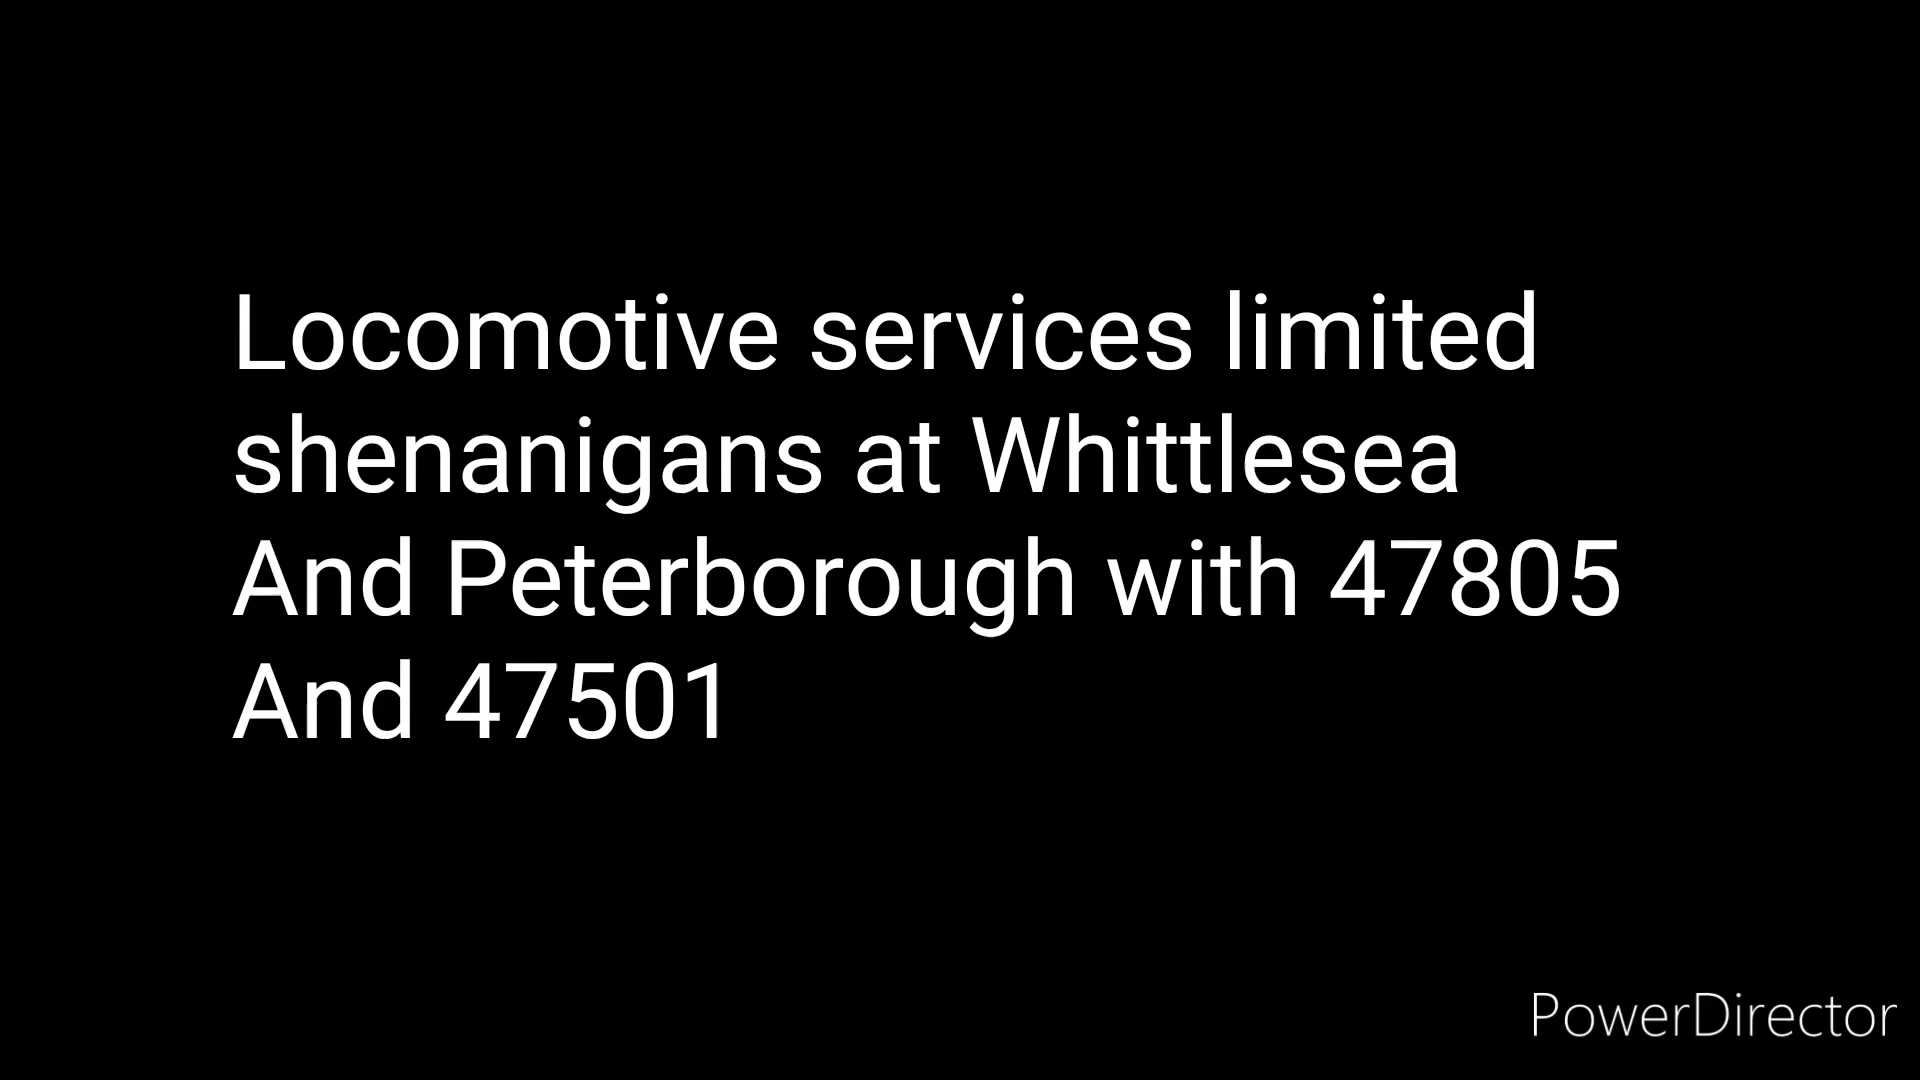 Locomotive services limited
shenanigans at Whittlesea
And Peterborough with 47805
And 47501
PowerDirector